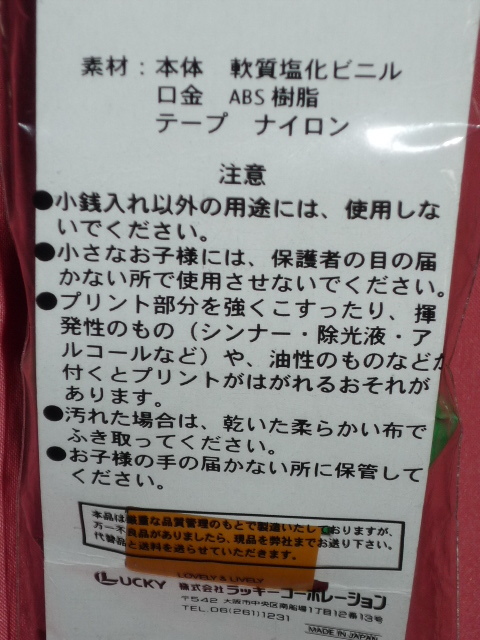 素材：本体 軟質塩化ビニル
口金 ABS樹脂
テープ ナイロン
注意
●小銭入れ以外の用途には、使用しな
いでください。
●小さなお子様には、保護者の目の届
かない所で使用させないでください。
●プリント部分を強くこすったり、揮
発性のもの（シンナー・除光液・ア
ルコールなど）や、油性のものなどが
付くとプリントがはがれるおそれが
あります。
●汚れた場合は、乾いた柔らかい布で
ふき取ってください。
●お子様の手の届かない所に保管して
ください。
本品は厳重な品質管理のもとで製造いたしておりますが、
万一不良品がありましたら、現品を弊社までお送り下さい。
代替品と送料を送らせていただきます。
LUCKY
LOVELY & LIVELY
株式会社ラッキーコーポレーション
〒542 大阪市中央区南船場1丁目12番13号
TEL.06(261)1231
MADE IN JAPAN